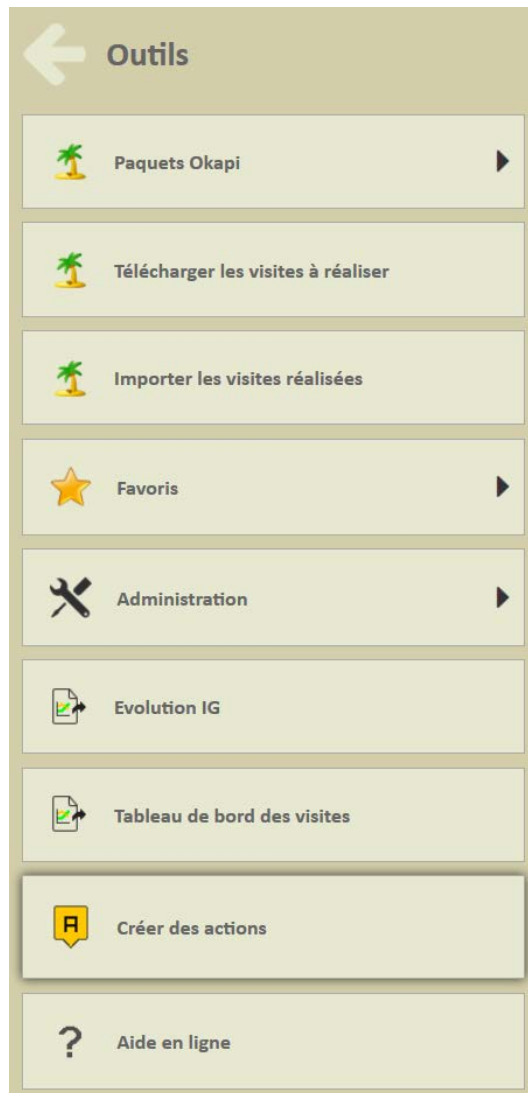 Outils
Paquets Okapi
Télécharger les visites à réaliser
Importer les visites réalisées
Favoris
Administration
Evolution IG
Tableau de bord des visites
A
Créer des actions
?
Aide en ligne